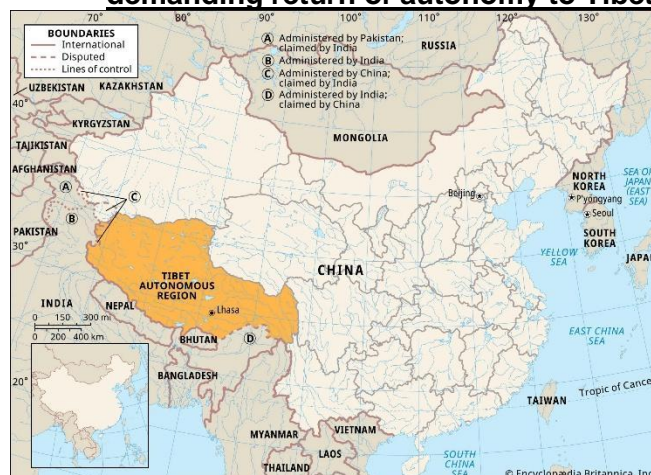 demanding return of autonomy to Tibet
BOUNDARIES
International
Disputed
Lines of control
A Administered by Pakistan;
claimed by India
B Administered by India
C Administered by China;
claimed by India
D Administered by India;
claimed by China
70°
80°
90°
100°
110°
120°
130°
RUSSIA
UZBEKISTAN
KAZAKHSTAN
40°
KYRGYZSTAN
MONGOLIA
TAJIKISTAN
AFGHANISTAN
A
C
B
Beijing
NORTH
KOREA
P'yŏngyang
Seoul
SOUTH
KOREA
SEA OF
JAPAN
(EAST
SEA)
PAKISTAN
30°
YELLOW
SEA
TIBET
AUTONOMOUS
REGION
CHINA
INDIA
NEPAL
Lhasa
0 150 300 mi
0 200 400 km
BHUTAN
D
EAST CHINA
SEA
BANGLADESH
20°
Tropic of Cance
TAIWAN
MYANMAR
VIETNAM
LAOS
THAILAND
SOUTH
CHINA
SEA
© Encyclopædia Britannica, Inc